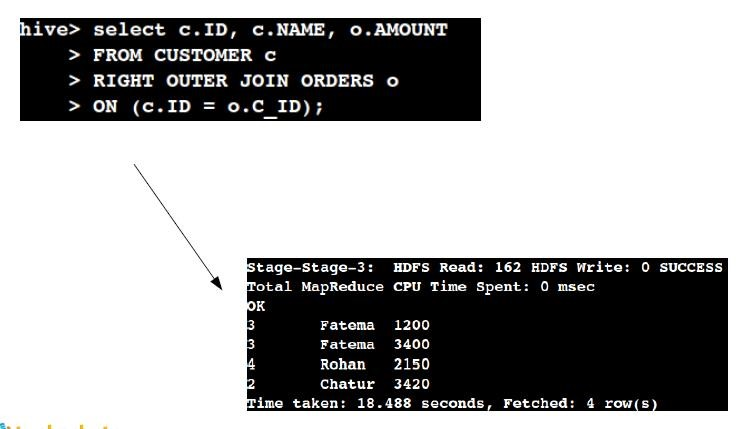 hive> select c.ID, c.NAME, o.AMOUNT
> FROM CUSTOMER c
> RIGHT OUTER JOIN ORDERS o
> ON (c.ID = o.C_ID);
Stage-Stage-3: HDFS Read: 162 HDFS Write: 0 SUCCESS
Total MapReduce CPU Time Spent: 0 msec
OK
3 Fatema 1200
3 Fatema 3400
4 Rohan 2150
2 Chatur 3420
Time taken: 18.488 seconds, Fetched: 4 row(s)